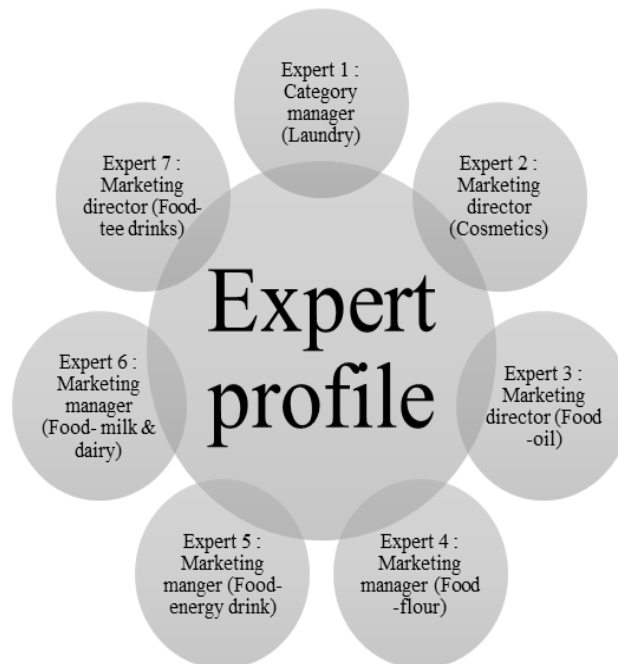 Expert 1 :
Category
manager
(Laundry)
Expert 2 :
Marketing
director
(Cosmetics)
Expert 3 :
Marketing
director (Food
-oil)
Expert 4 :
Marketing
manager (Food
-flour)
Expert 5 :
Marketing
manger (Food-
energy drink)
Expert 6 :
Marketing
manager
(Food- milk &
dairy)
Expert 7 :
Marketing
director (Food-
tee drinks)
Expert
profile